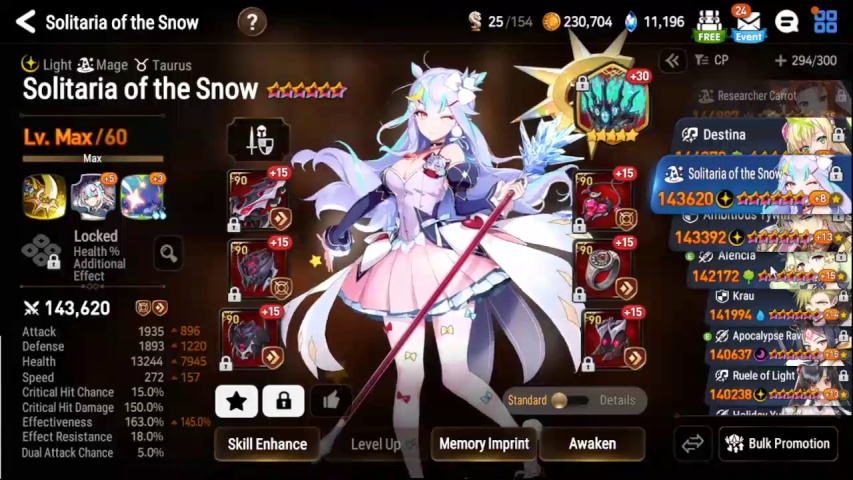 Solitaria of the Snow
?
25/154
230,704
11,196
FREE
24
Event
Light Mage Taurus
Solitaria of the Snow
Lv. Max/60
Max
+5
+3
Locked
Health %
Additional
Effect
143,620
Attack 1935 896
Defense 1893 1220
Health 13244 7945
Speed 272 157
Critical Hit Chance 15.0%
Critical Hit Damage 150.0%
Effectiveness 163.0% 145.0%
Effect Resistance 18.0%
Dual Attack Chance 5.0%
90 +15
90 +15
90 +15
+30
90 +15
90 +15
90 +15
Standard Details
Skill Enhance
Level Up
Memory Imprint
Awaken
CP
294/300
Researcher Carrot
Destina
Solitaria of the Snow
143620 +8
143392 +13
Alencia
142172 +15
Krau
141994
Apocalypse Ravi
140637
Ruele of Light
140238
Bulk Promotion